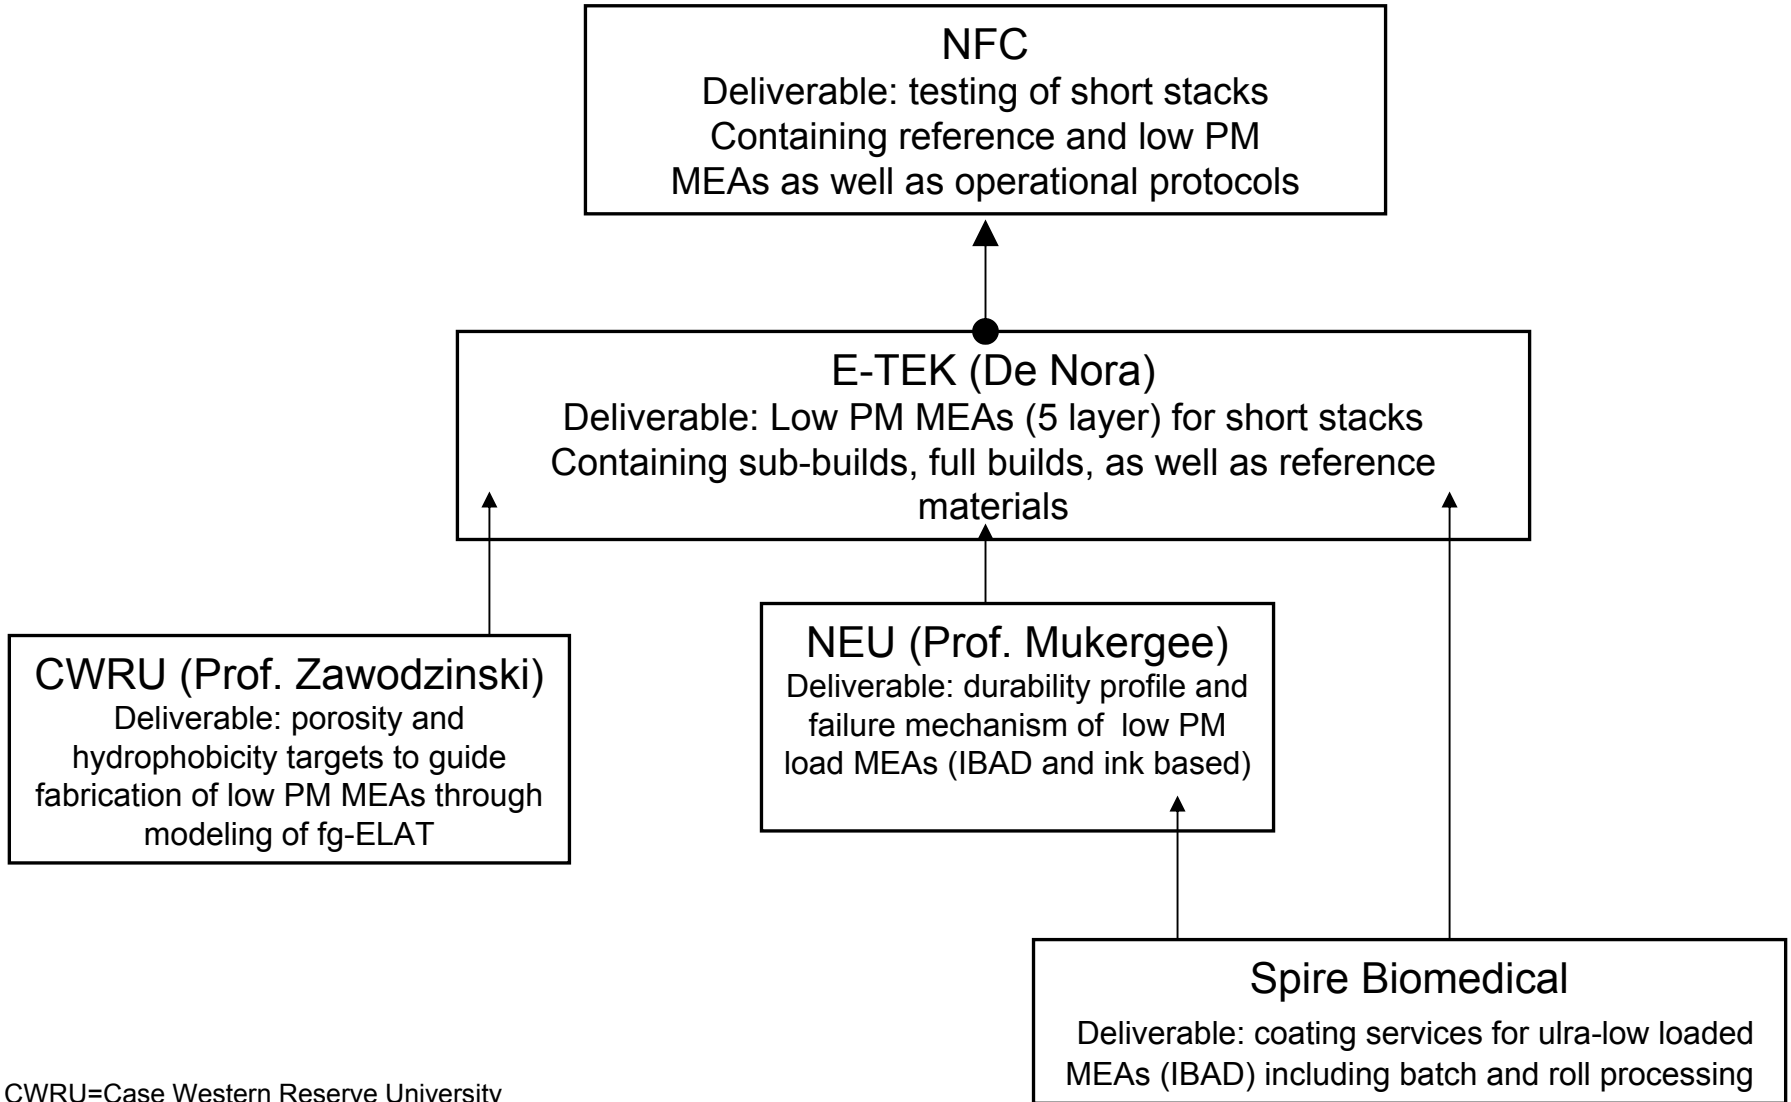 NFC
Deliverable: testing of short stacks
Containing reference and low PM
MEAs as well as operational protocols
E-TEK (De Nora)
Deliverable: Low PM MEAs (5 layer) for short stacks
Containing sub-builds, full builds, as well as reference
materials
CWRU (Prof. Zawodzinski)
Deliverable: porosity and
hydrophobicity targets to guide
fabrication of low PM MEAs through
modeling of fg-ELAT
NEU (Prof. Mukergee)
Deliverable: durability profile and
failure mechanism of low PM
load MEAs (IBAD and ink based)
Spire Biomedical
Deliverable: coating services for ulra-low loaded
MEAs (IBAD) including batch and roll processing
CWRU=Case Western Reserve University